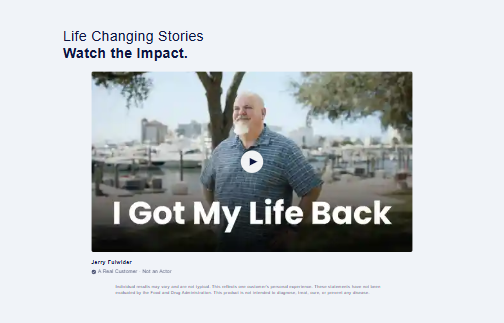 Life Changing Stories
Watch the Impact.
I Got My Life Back
Jerry Fulwider
A Real Customer · Not an Actor
Individual results may vary and are not typical. This reflects one customer's personal experience. These statements have not been
evaluated by the Food and Drug Administration. This product is not intended to diagnose, treat, cure, or prevent any disease.